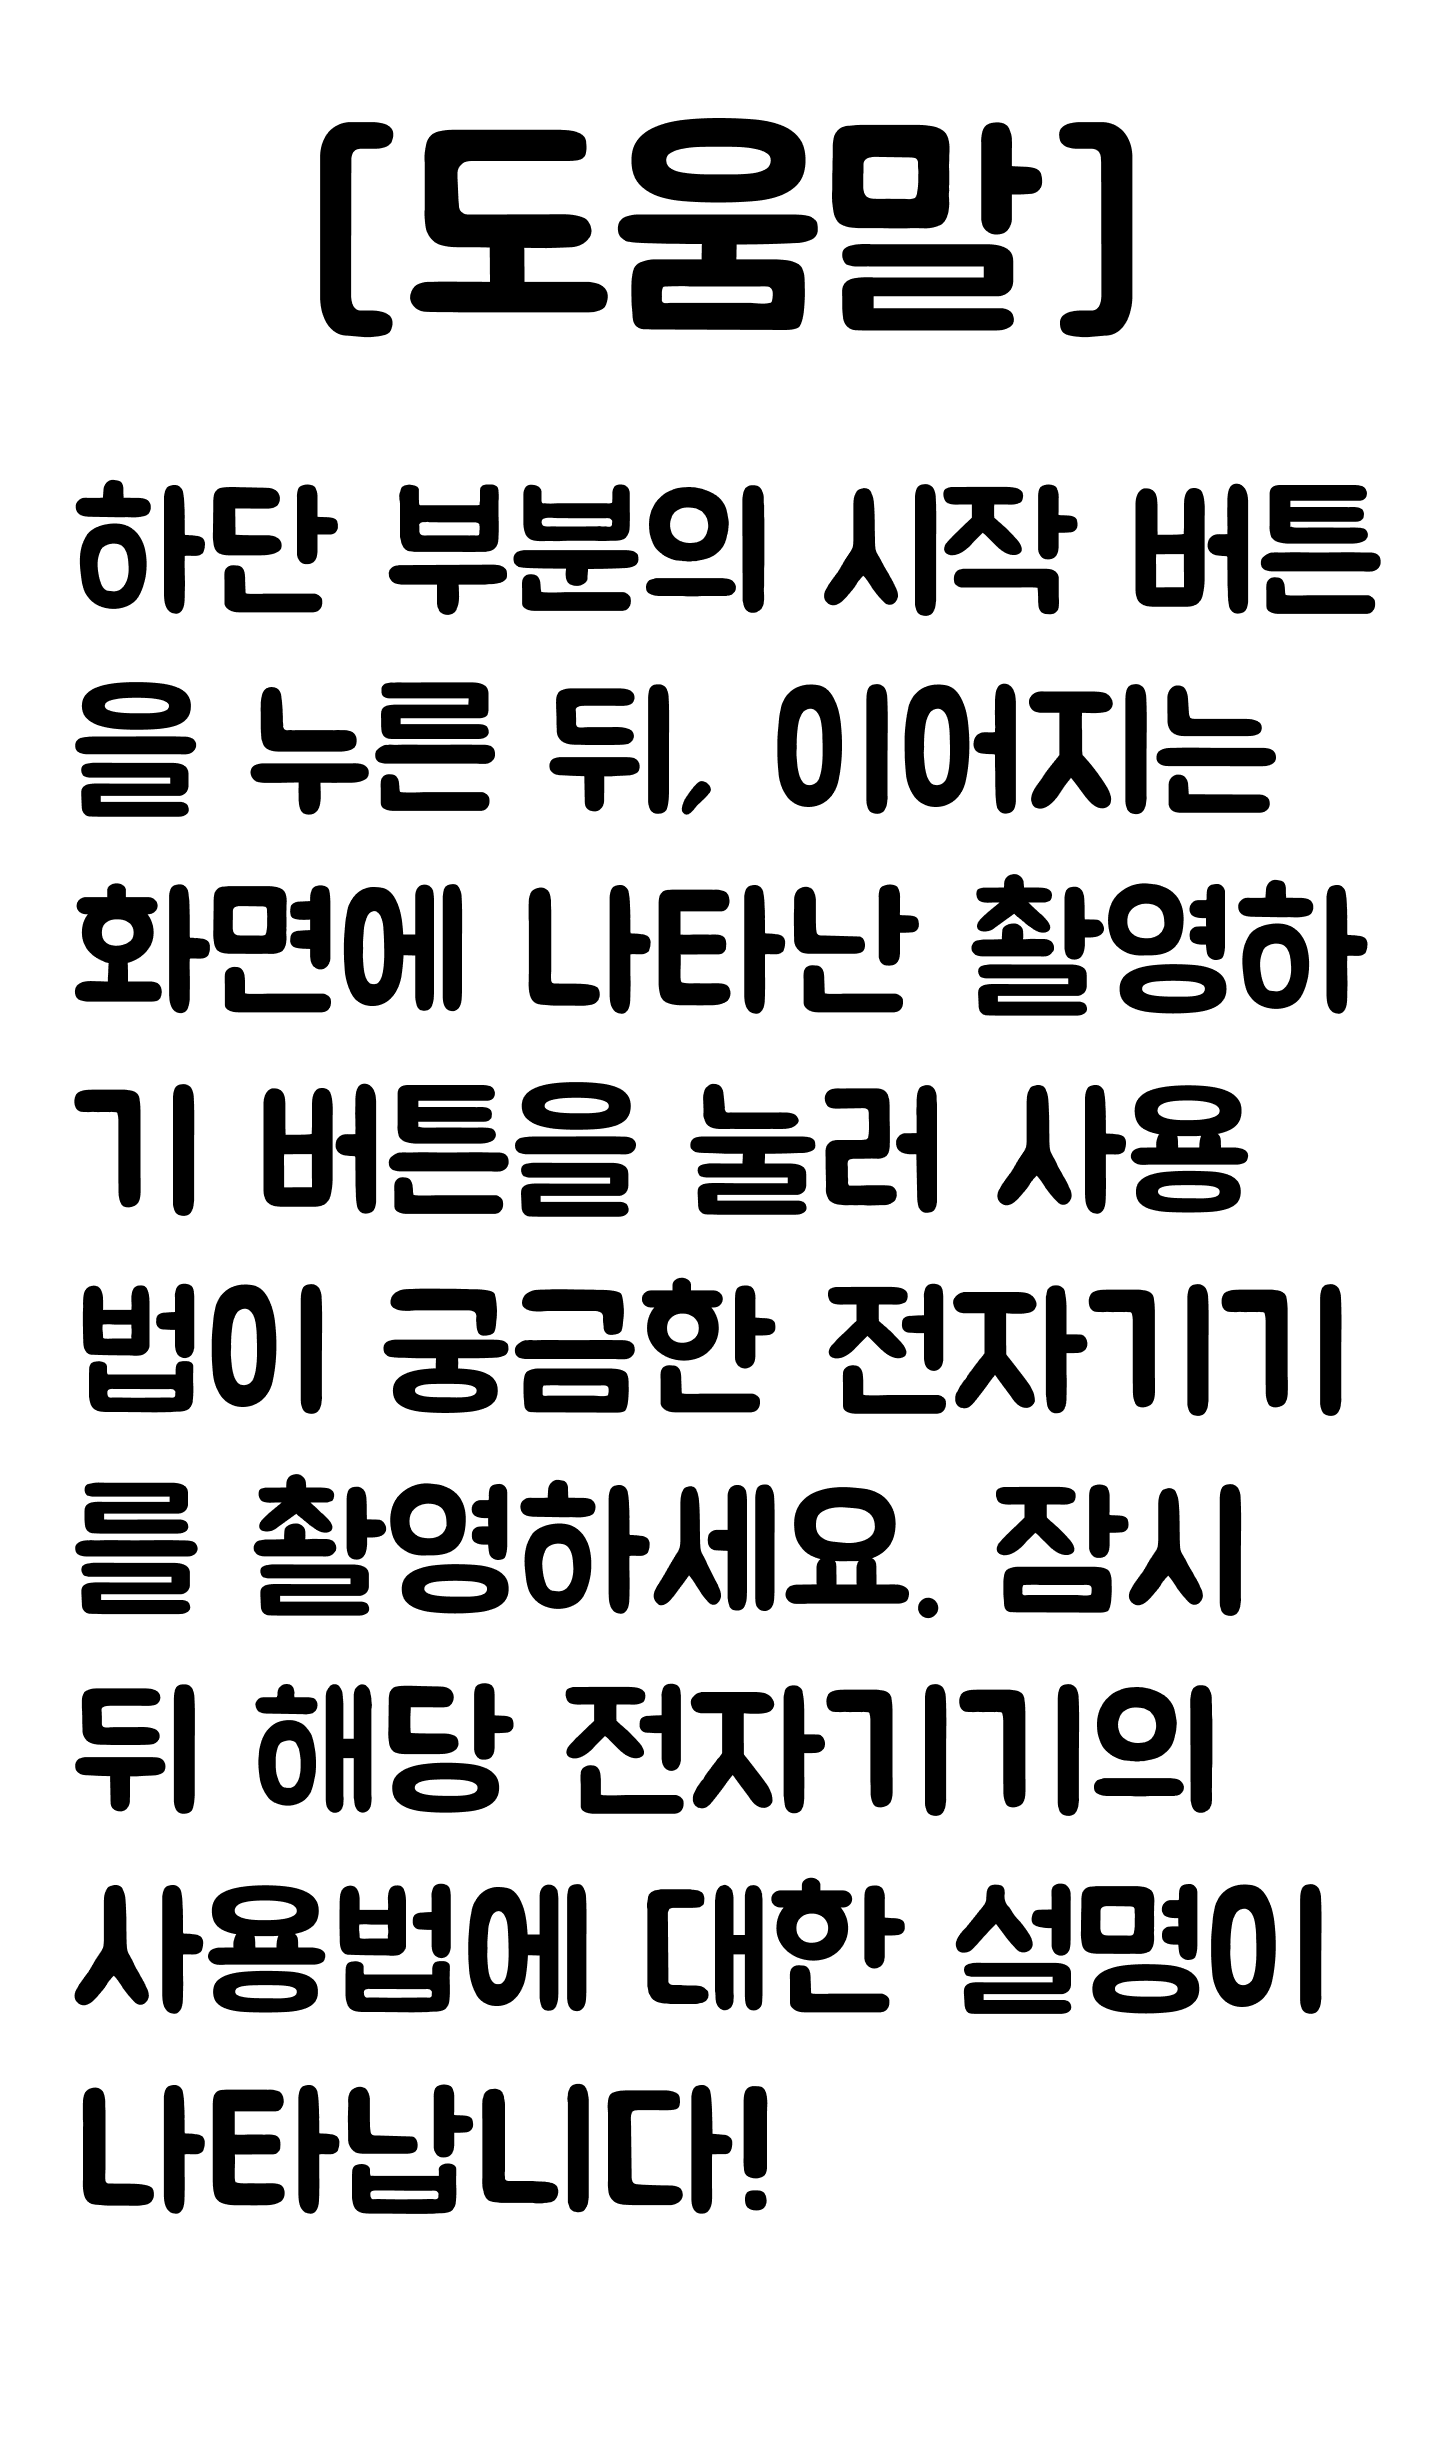 [도움말]
하단 부분의 시작 버튼
을 누른 뒤, 이어지는
화면에 나타난 촬영하
기 버튼을 눌러 사용
법이 궁금한 전자기기
를 촬영하세요. 잠시
뒤 해당 전자기기의
사용법에 대한 설명이
나타납니다!